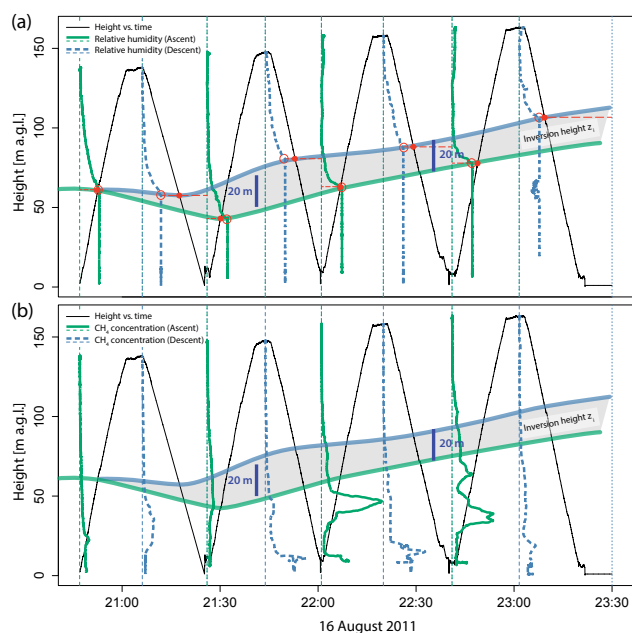 (a)
Height vs. time
Relative humidity (Ascent)
Relative humidity (Descent)
Height [m a.g.l.]
150
100
50
0
20 m
20 m
Inversion height zᵢ
(b)
Height vs. time
CH₄ concentration (Ascent)
CH₄ concentration (Descent)
Height [m a.g.l.]
150
100
50
0
20 m
20 m
Inversion height zᵢ
21:00 21:30 22:00 22:30 23:00 23:30
16 August 2011